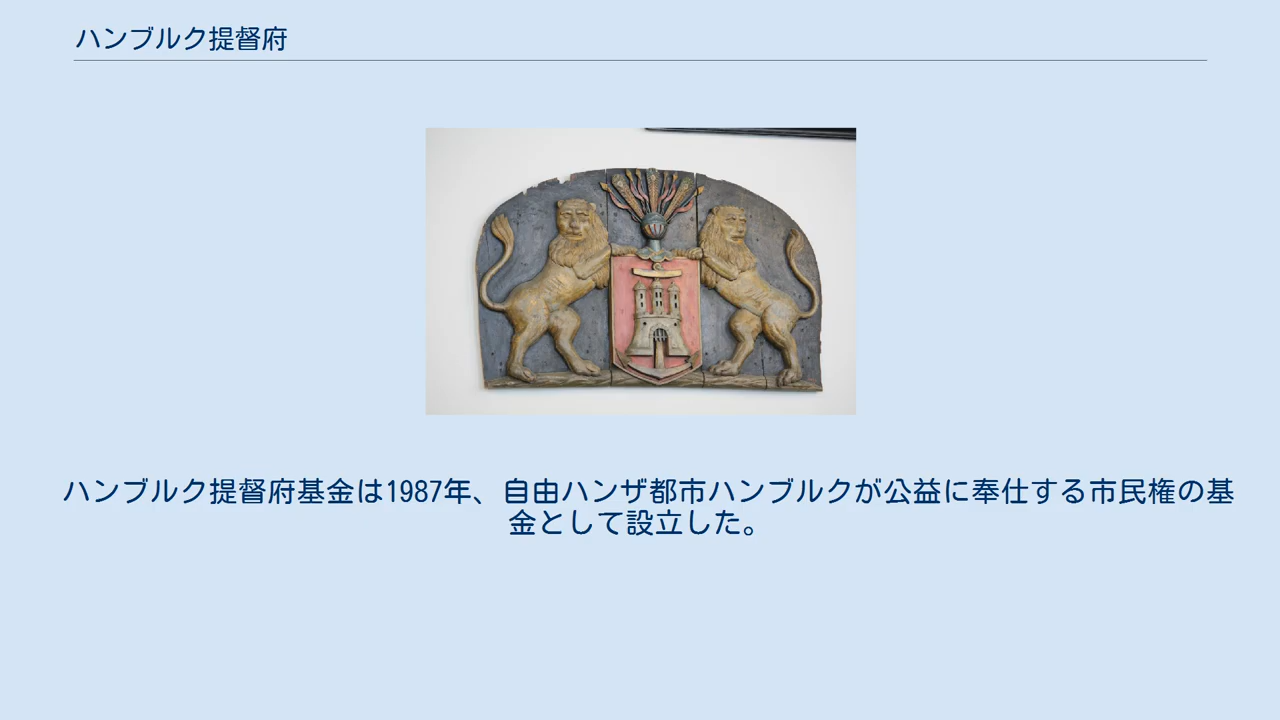 ハンブルク提督府
ハンブルク提督府基金は1987年、自由ハンザ都市ハンブルクが公益に奉仕する市民権の基
金として設立した。